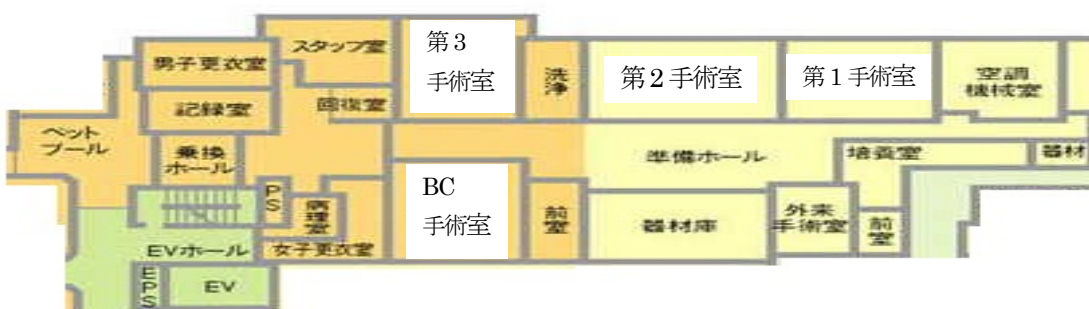 スタッフ室
第3
手術室
男子更衣室
洗
浄
第2手術室
第1手術室
空調
機械室
記録室
回復室
ベット
プール
乗換
ホール
準備ホール
培養室
器材
PS
病
理
室
BC
手術室
前
室
器材庫
外来
手術室
前
室
EVホール
女子更衣室
EPS
EV